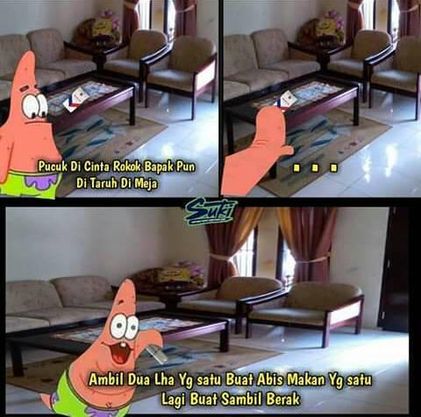 Pucuk Di Cinta Rokok Bapak Pun
Di Taruh Di Meja
. . .
Suki
Ambil Dua Lha Yg satu Buat Abis Makan Yg satu
Lagi Buat Sambil Berak